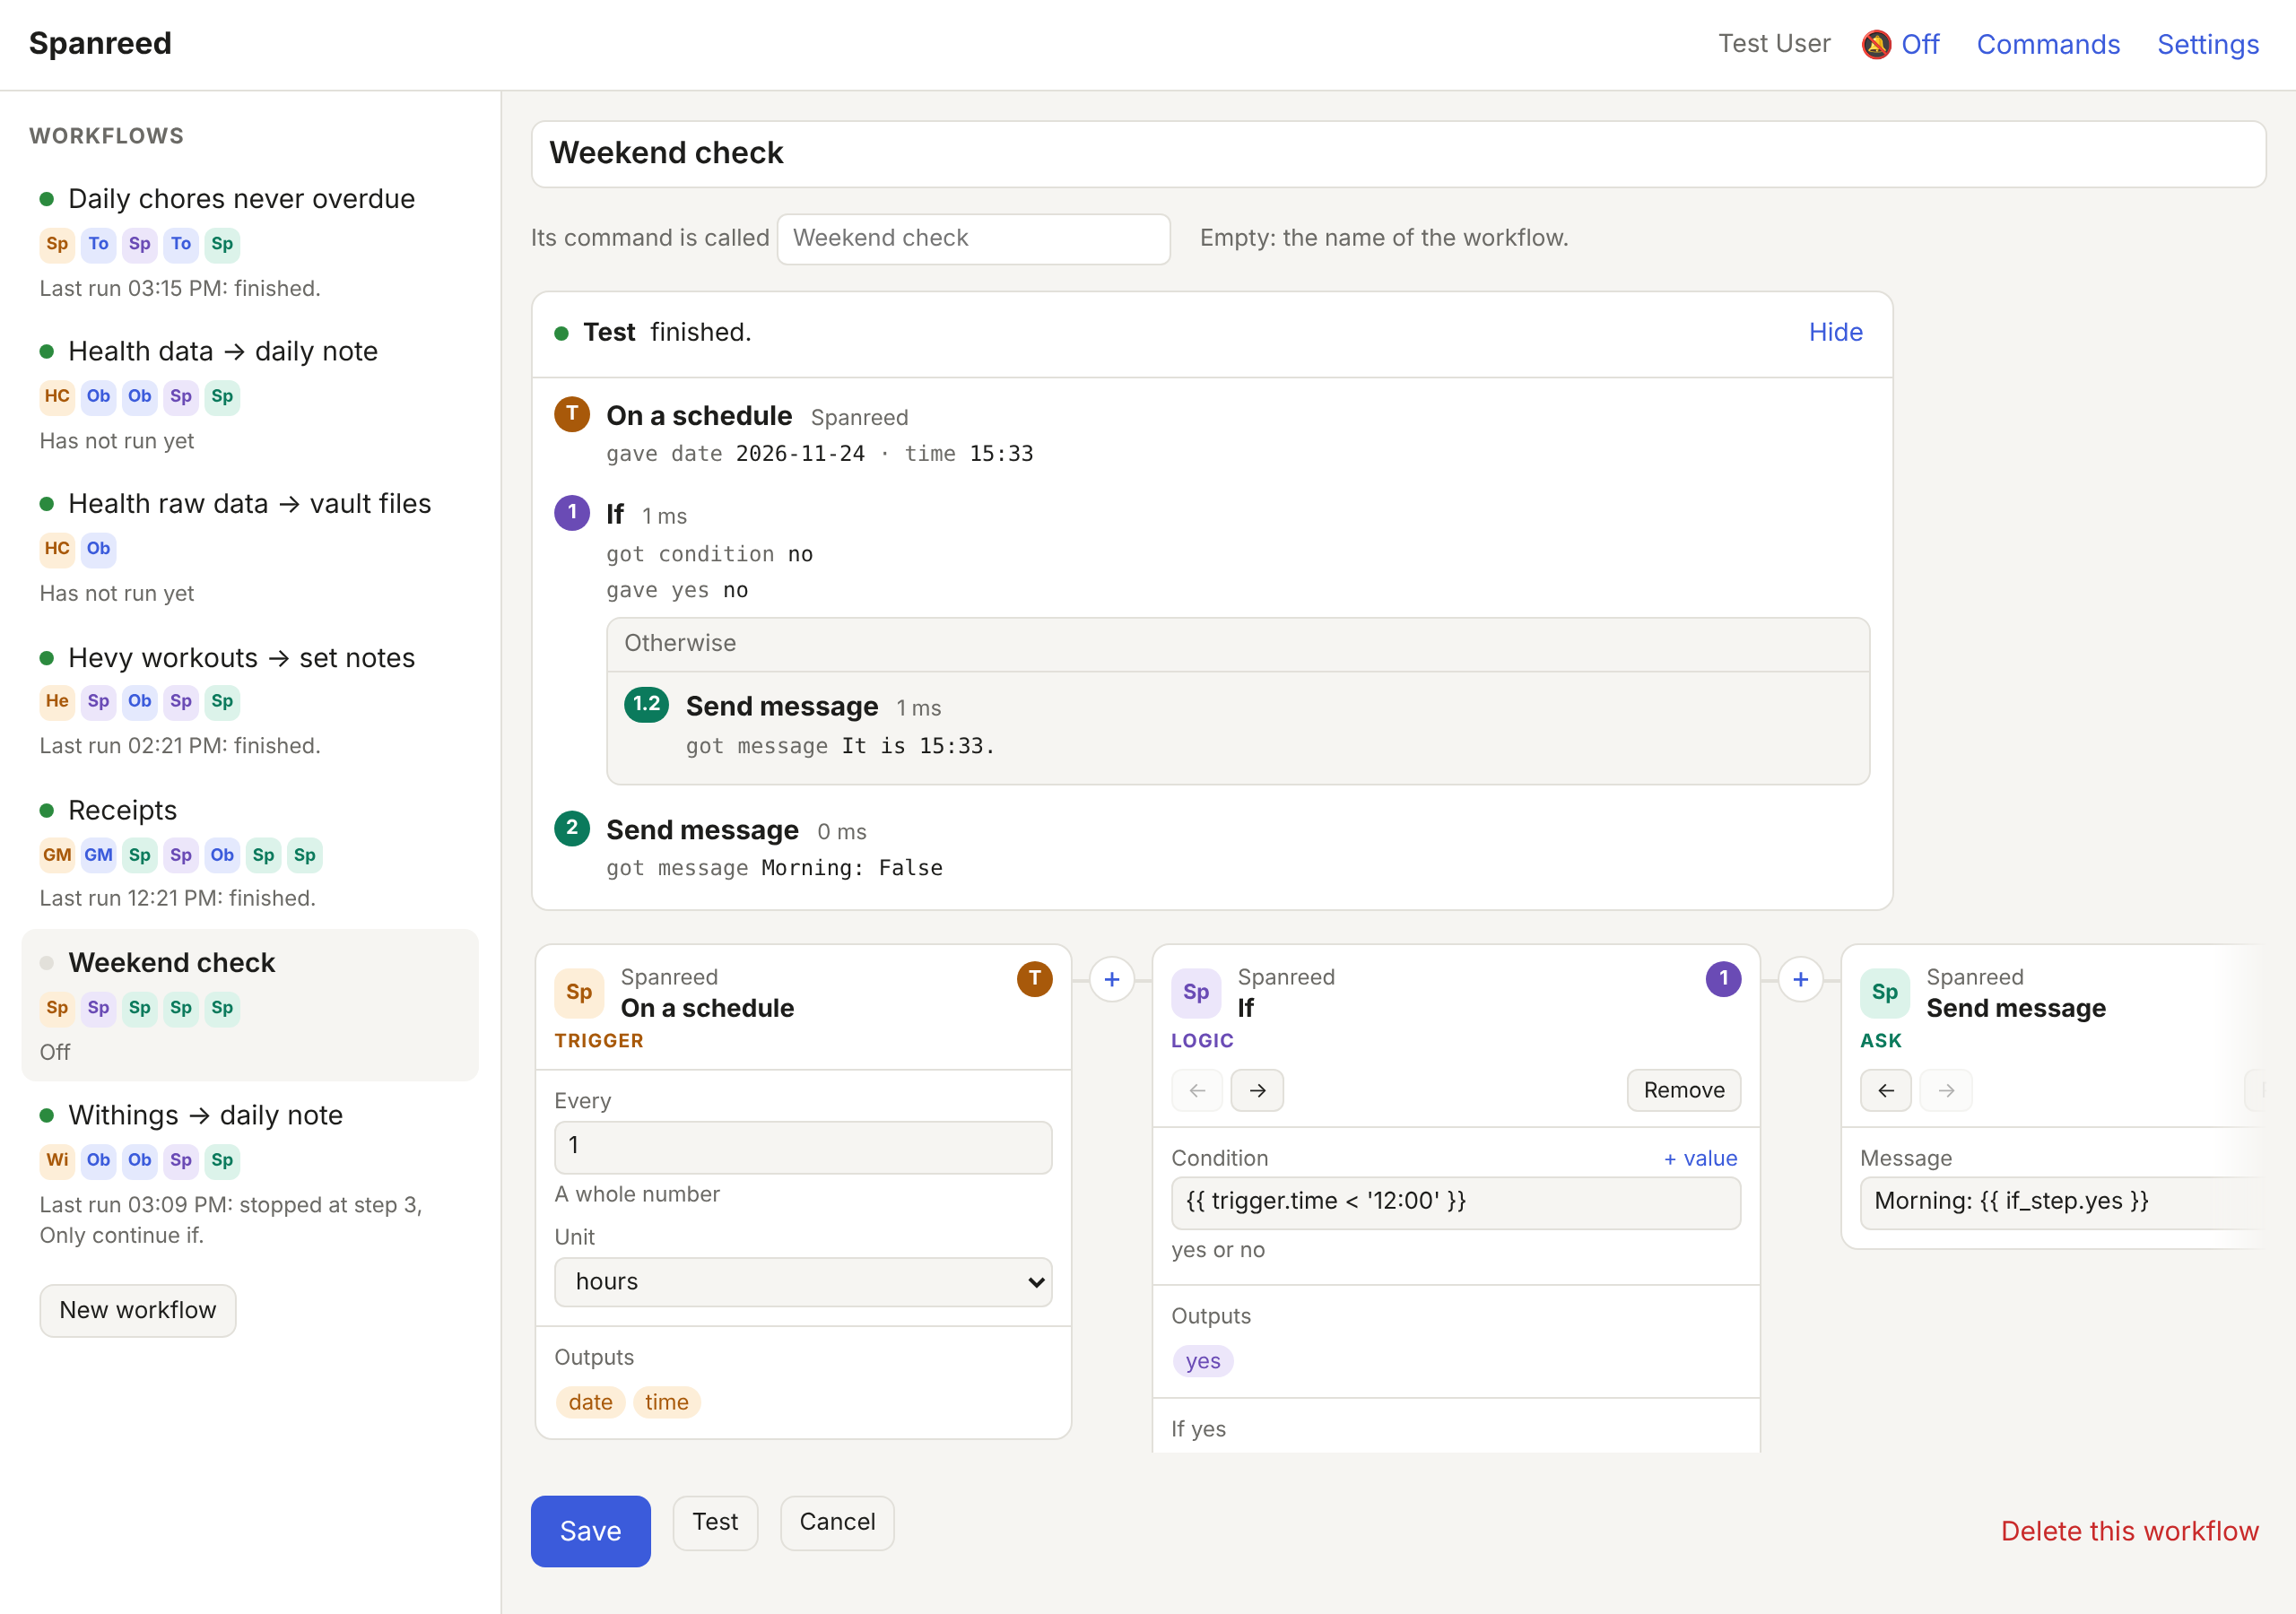 Spanreed
Test User 🔕 Off Commands Settings
WORKFLOWS
Daily chores never overdue
Sp To Sp To Sp
Last run 03:15 PM: finished.
Health data → daily note
HC Ob Ob Sp Sp
Has not run yet
Health raw data → vault files
HC Ob
Has not run yet
Hevy workouts → set notes
He Sp Ob Sp Sp
Last run 02:21 PM: finished.
Receipts
GM GM Sp Sp Ob Sp Sp
Last run 12:21 PM: finished.
Weekend check
Sp Sp Sp Sp Sp
Off
Withings → daily note
Wi Ob Ob Sp Sp
Last run 03:09 PM: stopped at step 3,
Only continue if.
New workflow
Weekend check
Its command is called Weekend check Empty: the name of the workflow.
Test finished. Hide
T On a schedule Spanreed
gave date 2026-11-24 · time 15:33
1 If 1 ms
got condition no
gave yes no
Otherwise
1.2 Send message 1 ms
got message It is 15:33.
2 Send message 0 ms
got message Morning: False
Sp Spanreed T
On a schedule
TRIGGER
Every
1
A whole number
Unit
hours
Outputs
date time
+
Sp Spanreed 1
If
LOGIC
← → Remove
Condition + value
{{ trigger.time < '12:00' }}
yes or no
Outputs
yes
If yes
+
Sp Spanreed
Send message
ASK
← →
Message
Morning: {{ if_step.yes }}
Save Test Cancel Delete this workflow